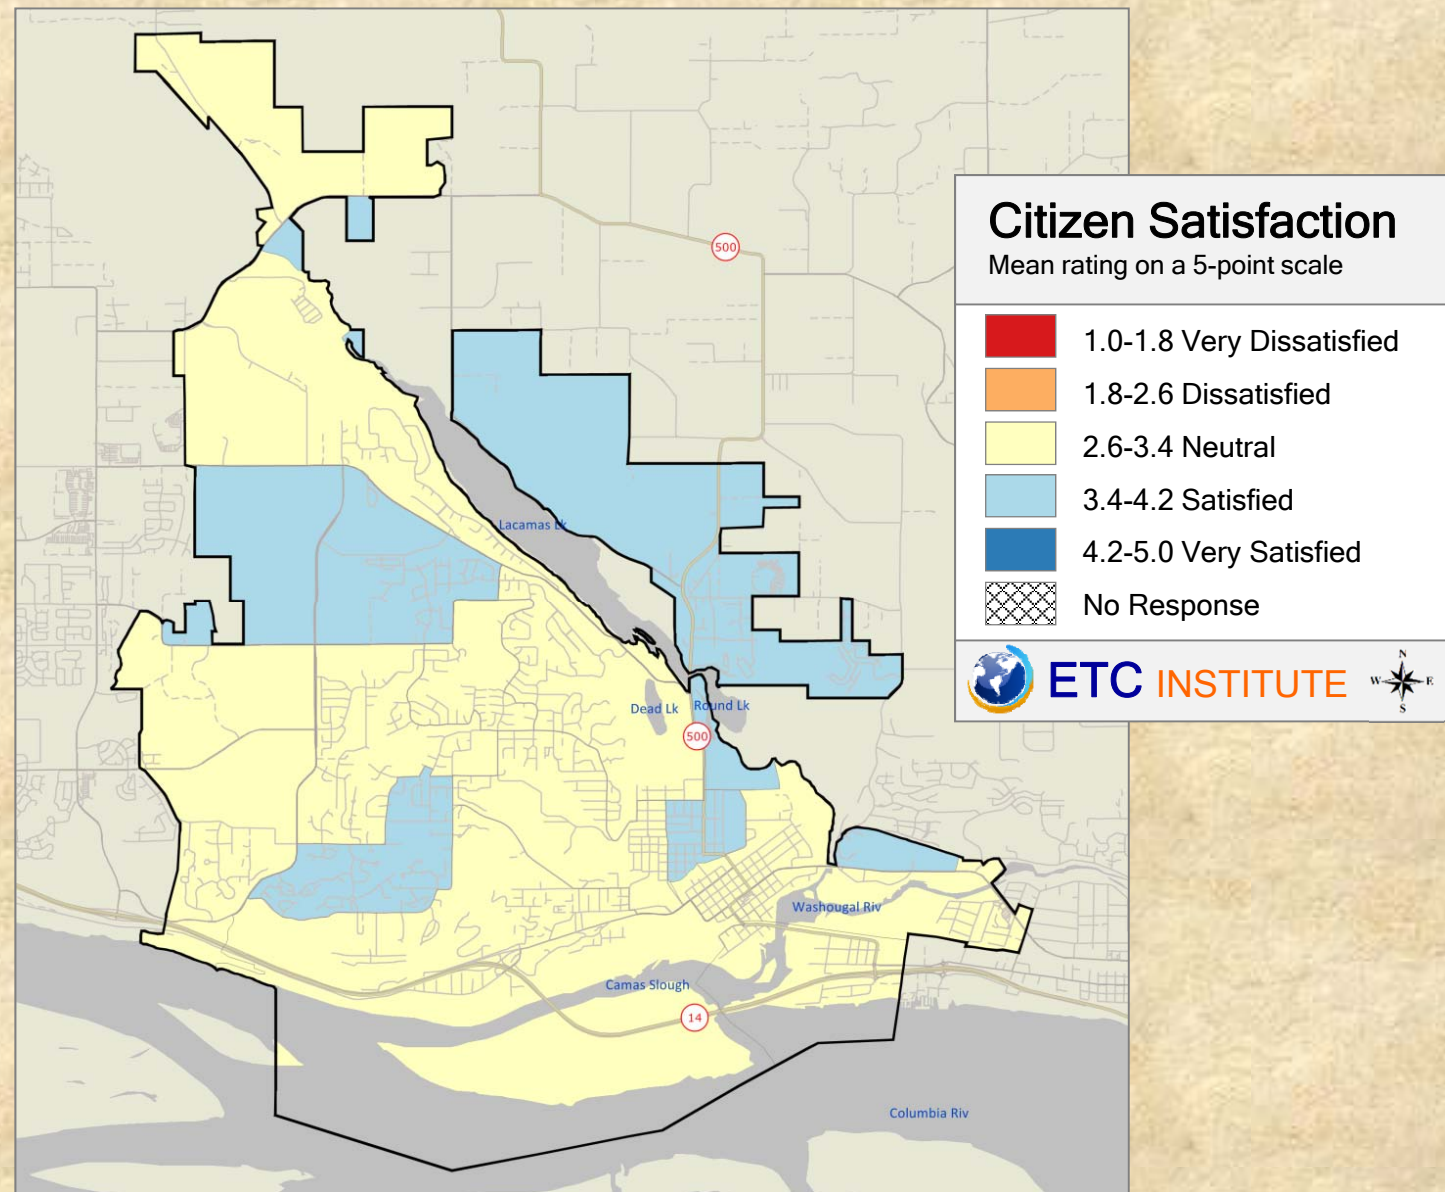 500
Citizen Satisfaction
Mean rating on a 5-point scale
1.0-1.8 Very Dissatisfied
1.8-2.6 Dissatisfied
2.6-3.4 Neutral
3.4-4.2 Satisfied
4.2-5.0 Very Satisfied
No Response
ETC INSTITUTE
N
W E
S
Lacamas Lk
Dead Lk
Round Lk
500
Washougal Riv
Camas Slough
14
Columbia Riv